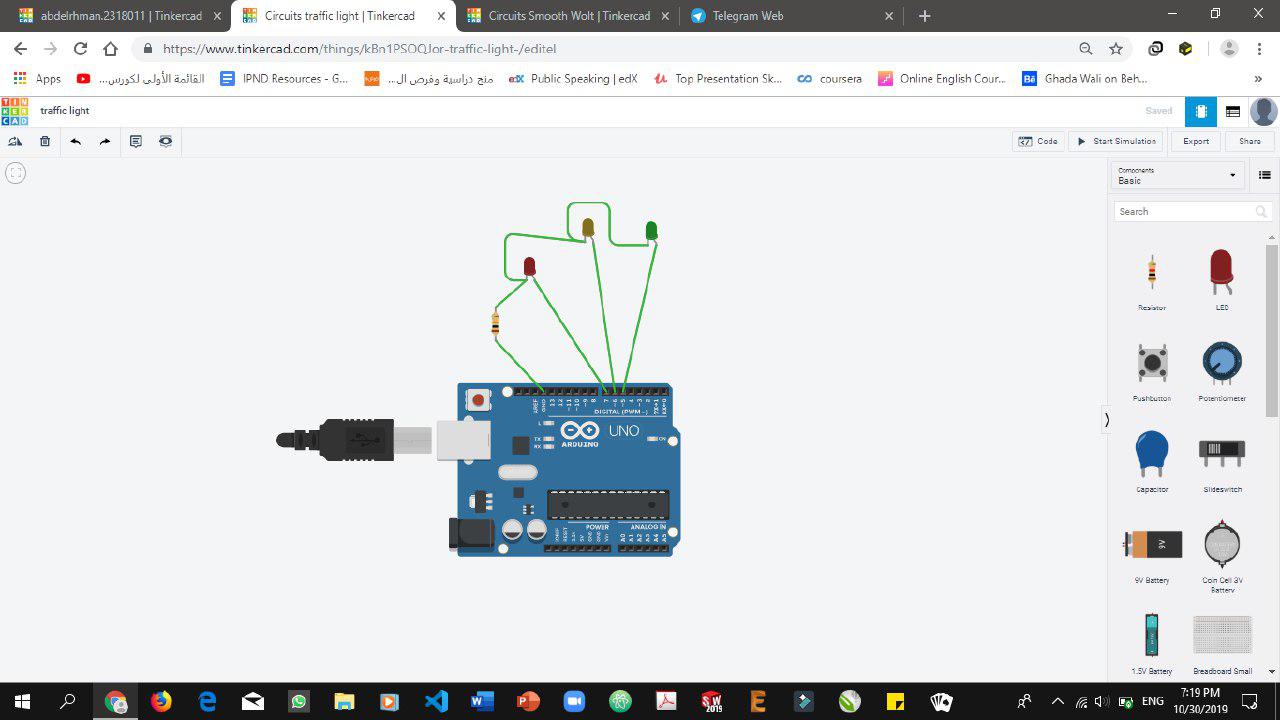 abdelrhman.2318011 | Tinkercad
Circuits traffic light | Tinkercad
Circuits Smooth Wolt | Tinkercad
Telegram Web
https://www.tinkercad.com/things/kBn1PSOQJor-traffic-light-/editel
Apps
القائمة الأولى لكورس...
IPND Resources - G...
منح دراسية وفرص ال...
Public Speaking | edX
Top Presentation Sk...
coursera
Online English Cour...
Ghada Wali on Beh...
»
TINKERCAD
traffic light
Saved
Code
Start Simulation
Export
Share
Components
Basic
Search
Resistor
LED
Pushbutton
Potentiometer
Capacitor
Slideswitch
9V
9V Battery
Coin Cell 3V
Battery
1.5V Battery
Breadboard Small
AREF
GND
13
12
~11
~10
~9
8
7
~6
~5
4
~3
2
TX→1
RX←0
DIGITAL (PWM ~)
L
TX
RX
ARDUINO
UNO
ON
POWER
ANALOG IN
IOREF
RESET
3.3V
5V
GND
GND
Vin
A0
A1
A2
A3
A4
A5
ENG
7:19 PM
10/30/2019